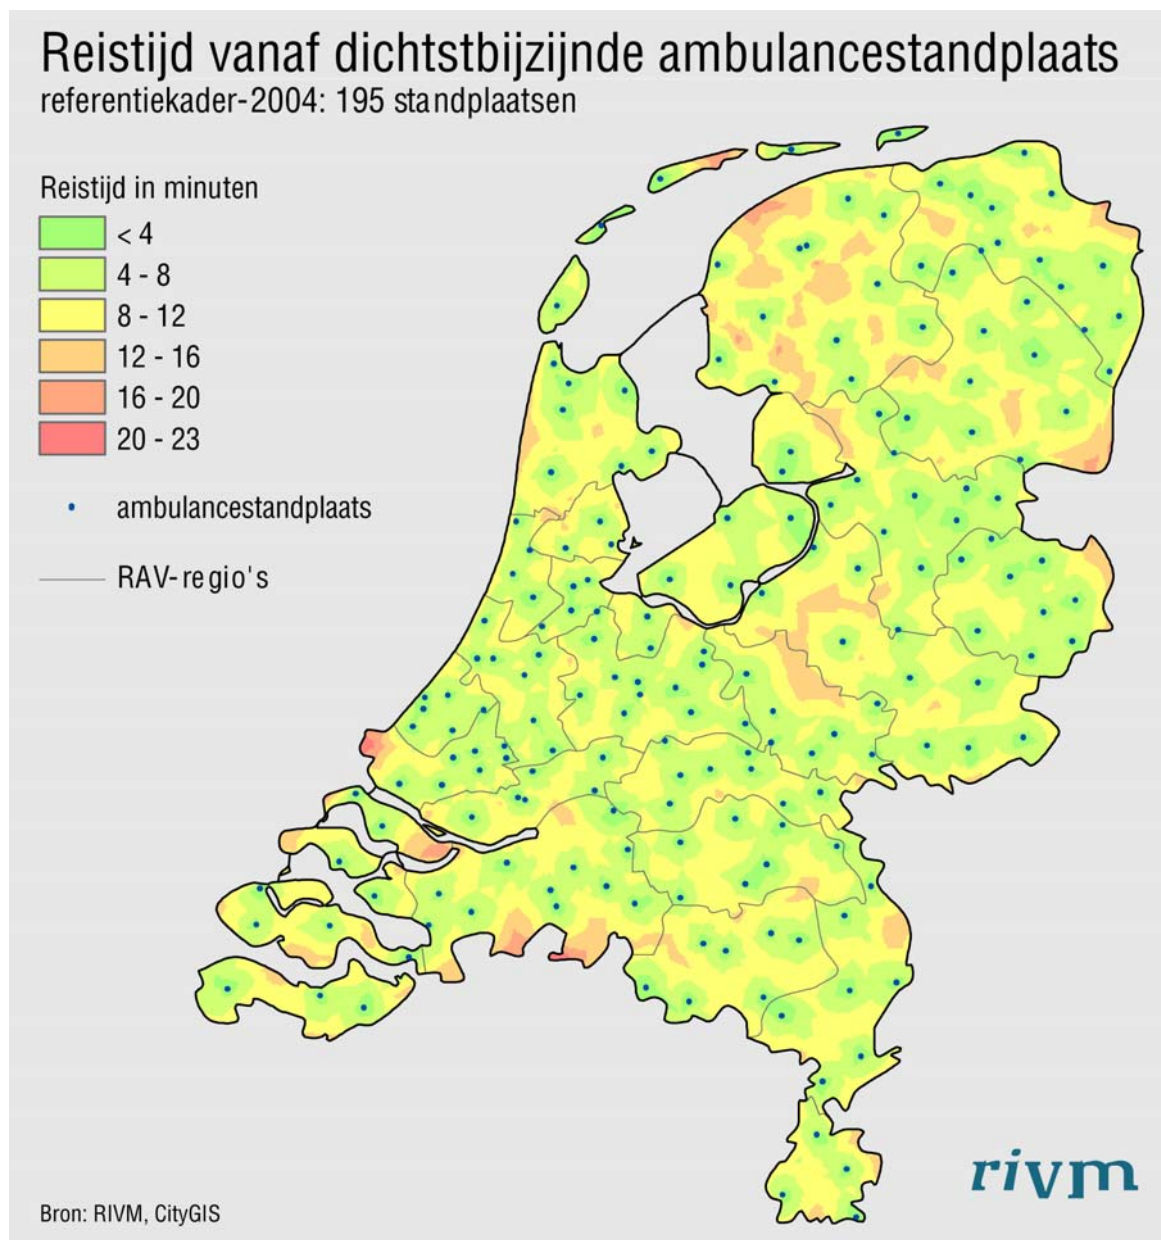 Reistijd vanaf dichtstbijzijnde ambulancestandplaats
referentiekader-2004: 195 standplaatsen
Reistijd in minuten
< 4
4 - 8
8 - 12
12 - 16
16 - 20
20 - 23
ambulancestandplaats
RAV-regio's
rivm
Bron: RIVM, CityGIS